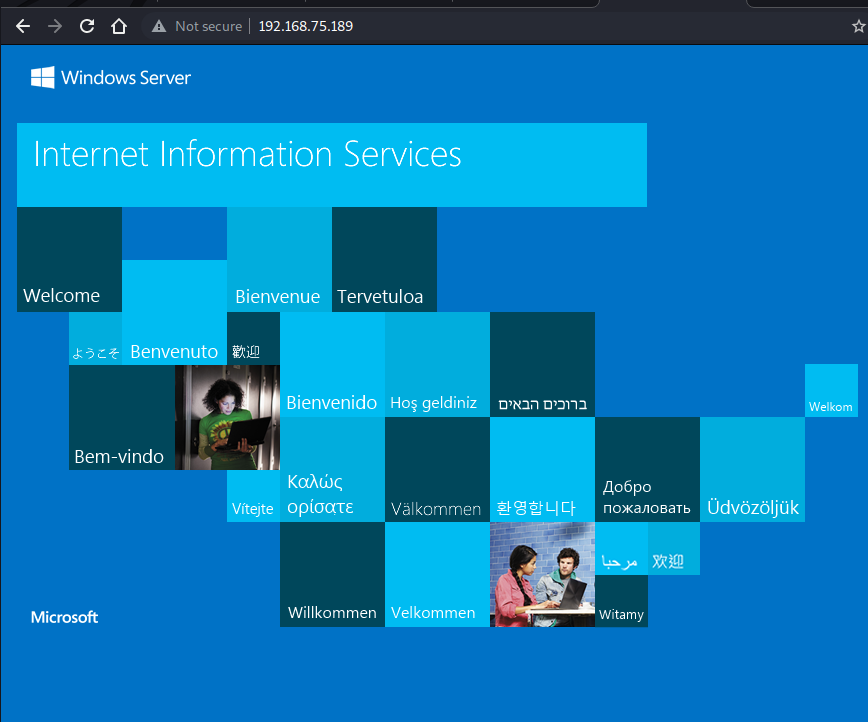 Not secure | 192.168.75.189
Windows Server
Internet Information Services
Welcome
Bienvenue
Tervetuloa
ようこそ
Benvenuto
歡迎
Bienvenido
Hoş geldiniz
ברוכים הבאים
Welkom
Bem-vindo
Vítejte
Καλώς
ορίσατε
Välkommen
환영합니다
Добро
пожаловать
Üdvözöljük
Willkommen
Velkommen
مرحبا
欢迎
Witamy
Microsoft